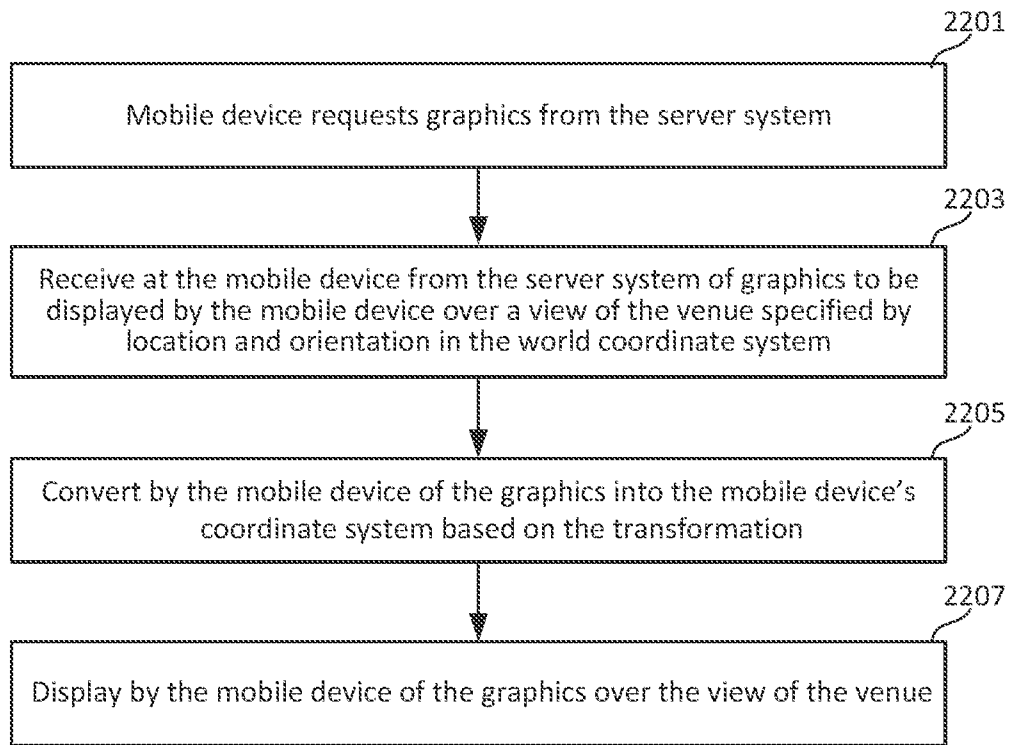 2201
Mobile device requests graphics from the server system
2203
Receive at the mobile device from the server system of graphics to be
displayed by the mobile device over a view of the venue specified by
location and orientation in the world coordinate system
2205
Convert by the mobile device of the graphics into the mobile device's
coordinate system based on the transformation
2207
Display by the mobile device of the graphics over the view of the venue